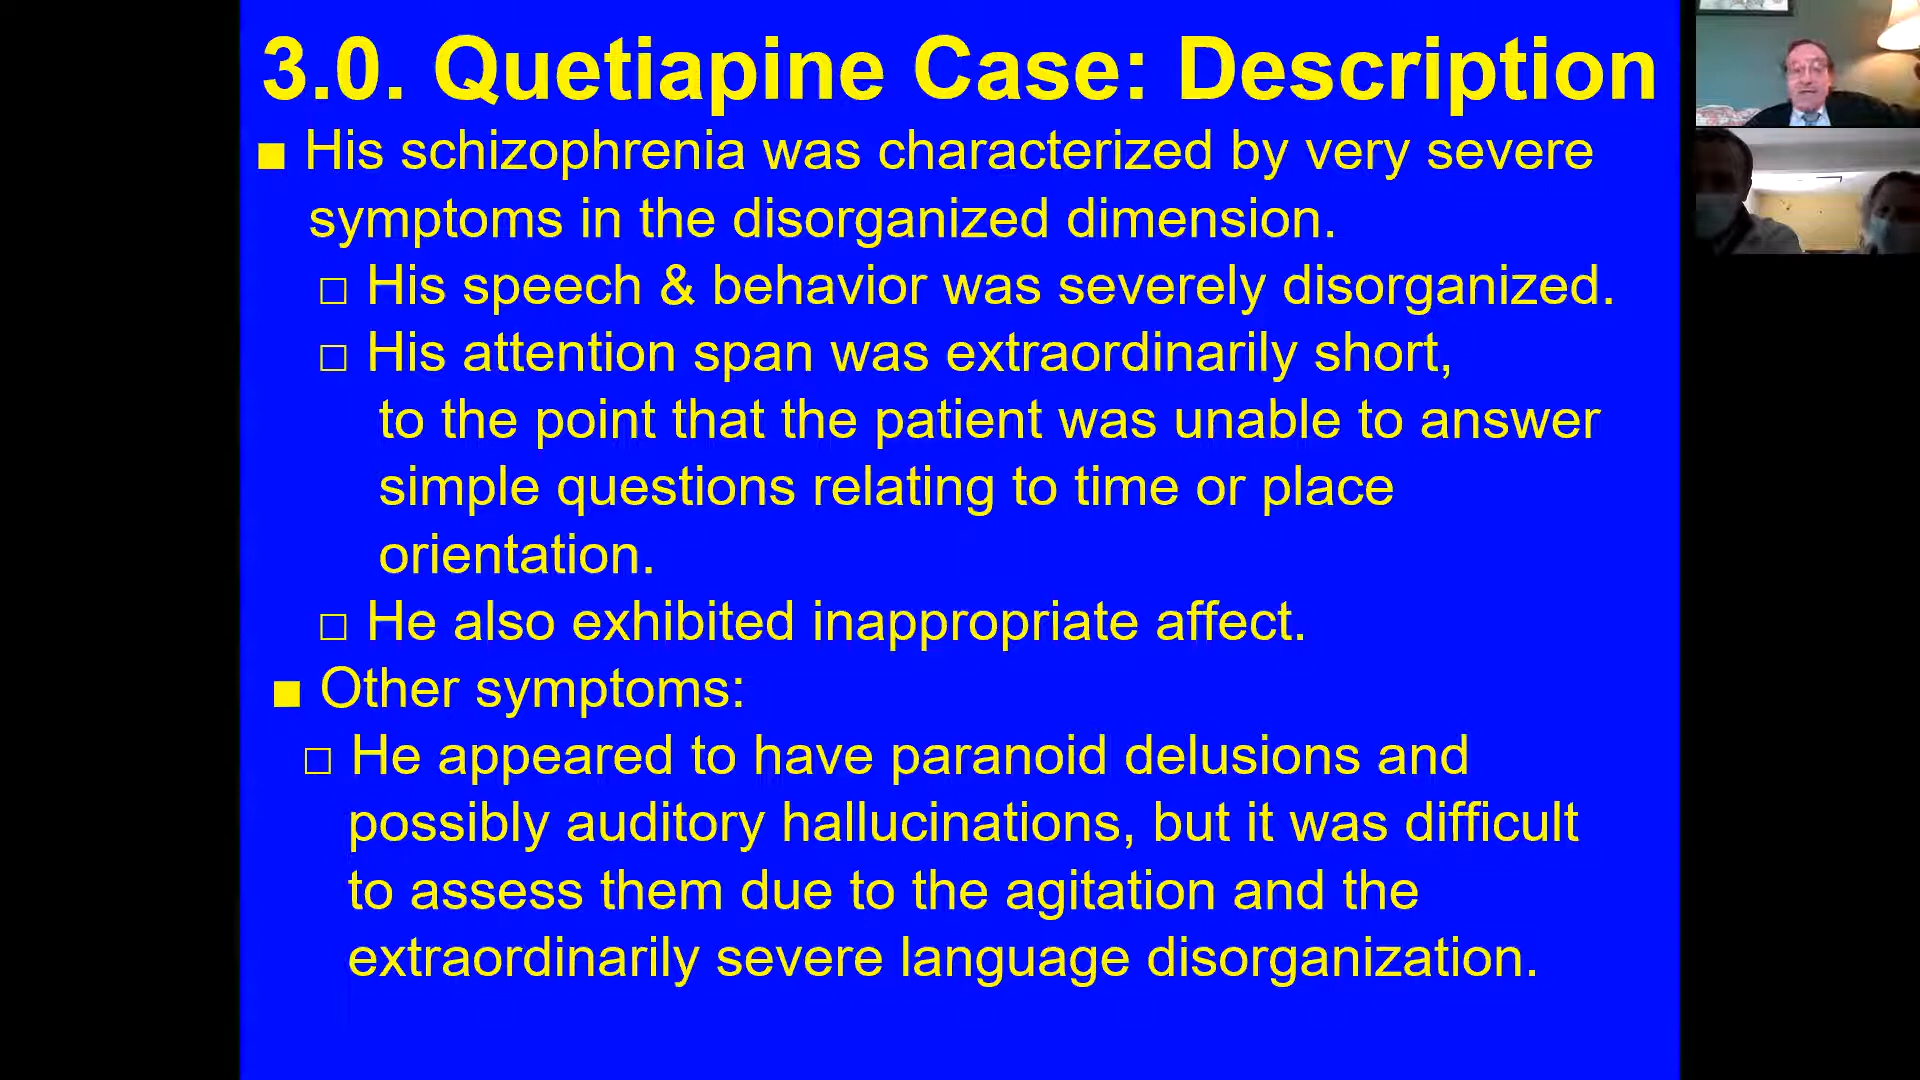 3.0. Quetiapine Case: Description
■ His schizophrenia was characterized by very severe
symptoms in the disorganized dimension.
□ His speech & behavior was severely disorganized.
□ His attention span was extraordinarily short,
to the point that the patient was unable to answer
simple questions relating to time or place
orientation.
□ He also exhibited inappropriate affect.
■ Other symptoms:
□ He appeared to have paranoid delusions and
possibly auditory hallucinations, but it was difficult
to assess them due to the agitation and the
extraordinarily severe language disorganization.